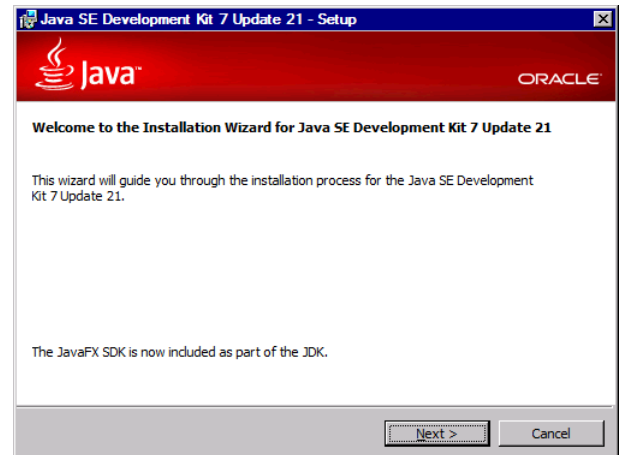 Java SE Development Kit 7 Update 21 - Setup
Java™
ORACLE®
Welcome to the Installation Wizard for Java SE Development Kit 7 Update 21
This wizard will guide you through the installation process for the Java SE Development
Kit 7 Update 21.
The JavaFX SDK is now included as part of the JDK.
Next >
Cancel